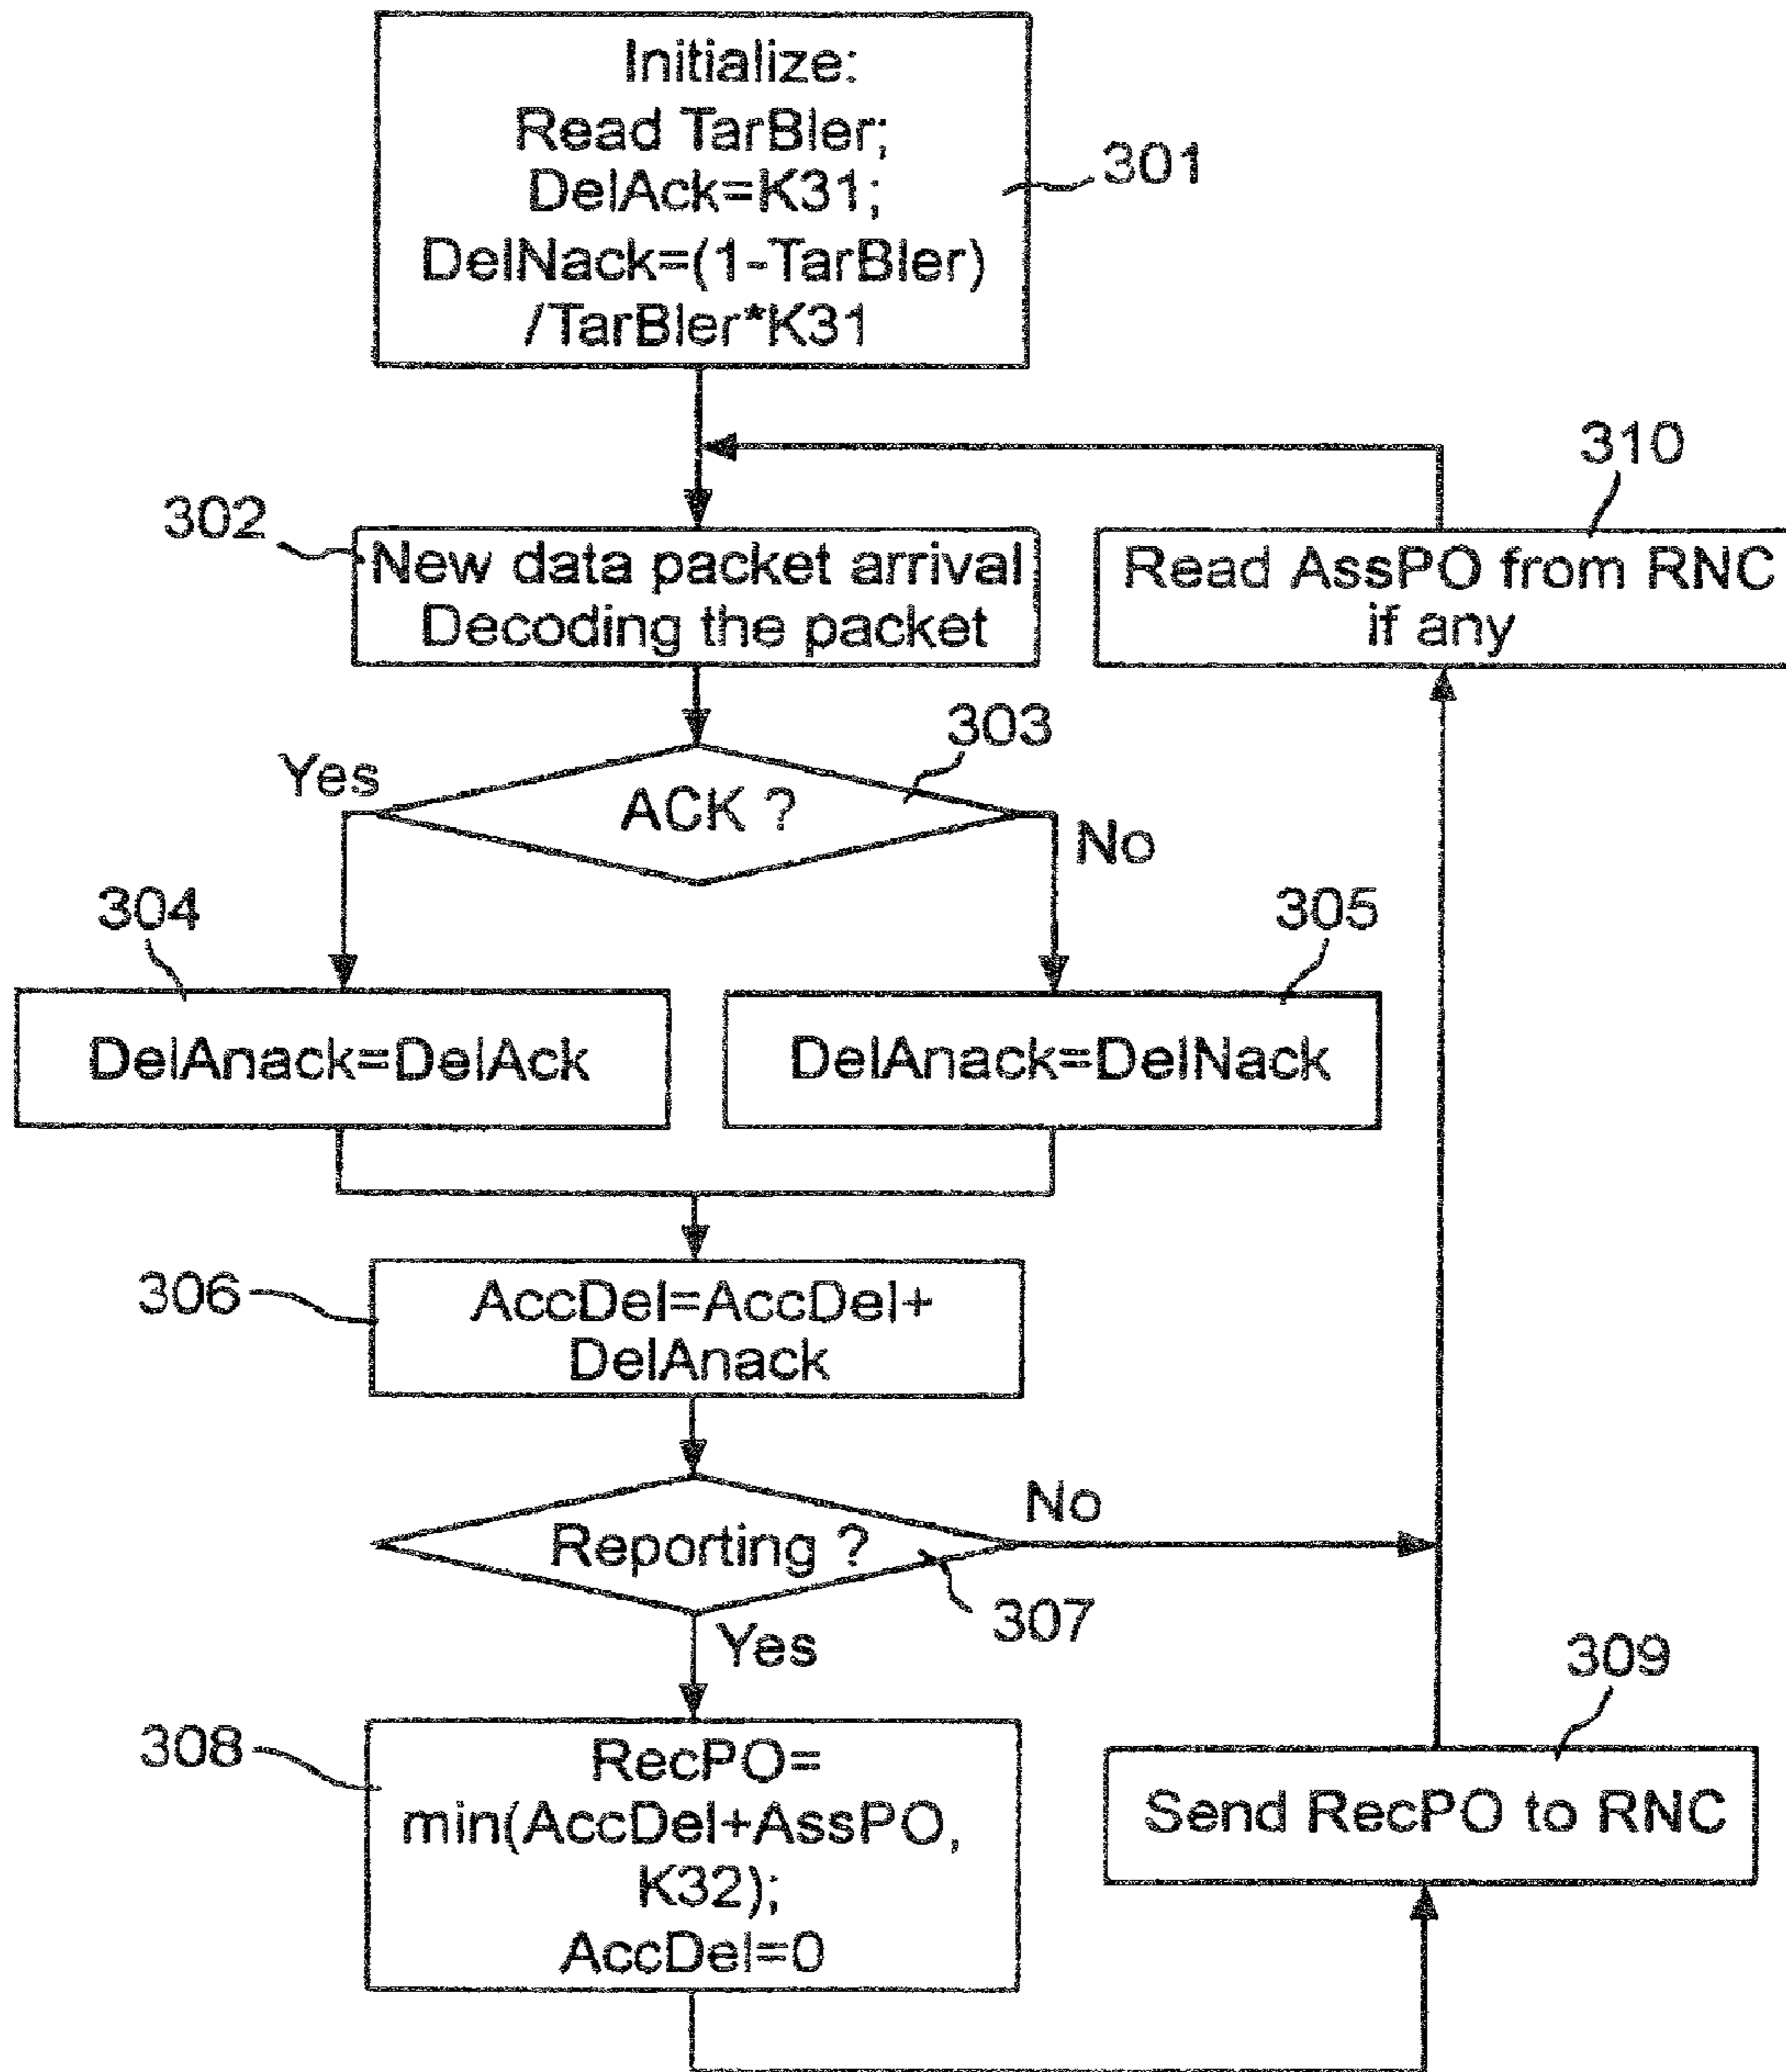 Initialize:
Read TarBler;
DelAck=K31;
DelNack=(1-TarBler)
/TarBler*K31
301
310
302
New data packet arrival
Decoding the packet
Read AssPO from RNC
if any
303
Yes
ACK ?
No
304
305
DelAnack=DelAck
DelAnack=DelNack
306
AccDel=AccDel+
DelAnack
No
Reporting ?
307
Yes
309
308
RecPO=
min(AccDel+AssPO,
K32);
AccDel=0
Send RecPO to RNC